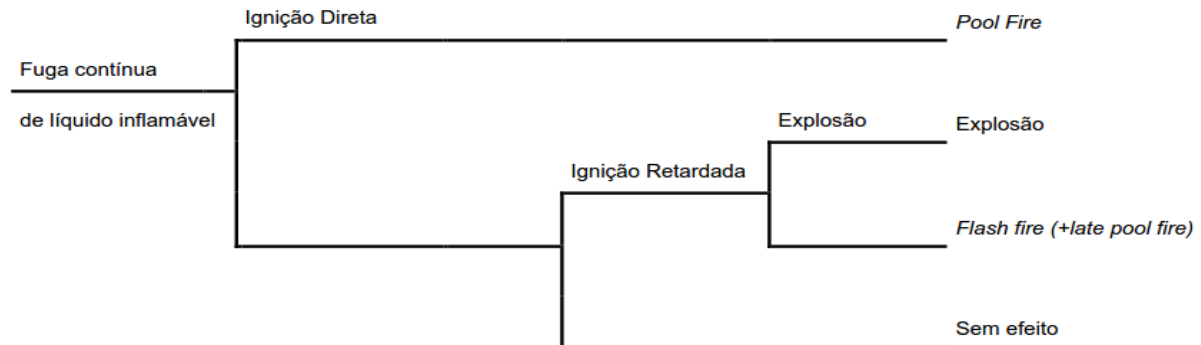 Ignição Direta
Pool Fire
Fuga contínua
de líquido inflamável
Explosão
Explosão
Ignição Retardada
Flash fire (+late pool fire)
Sem efeito